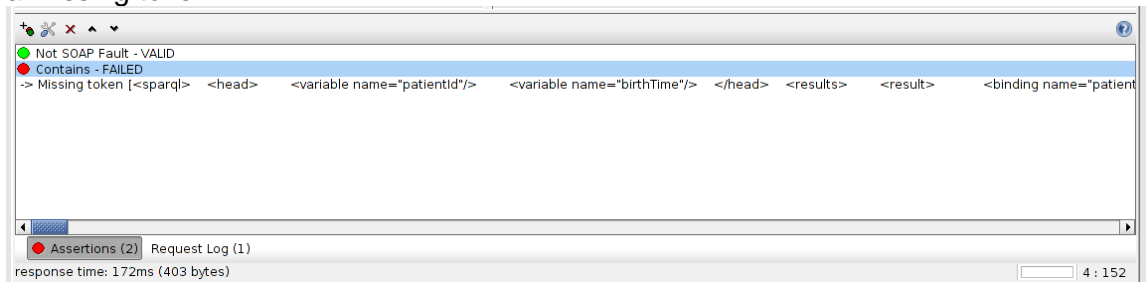 Not SOAP Fault - VALID
Contains - FAILED
-> Missing token [<sparql> <head> <variable name="patientId"/> <variable name="birthTime"/> </head> <results> <result> <binding name="patient
Assertions (2) Request Log (1)
response time: 172ms (403 bytes) 4 : 152